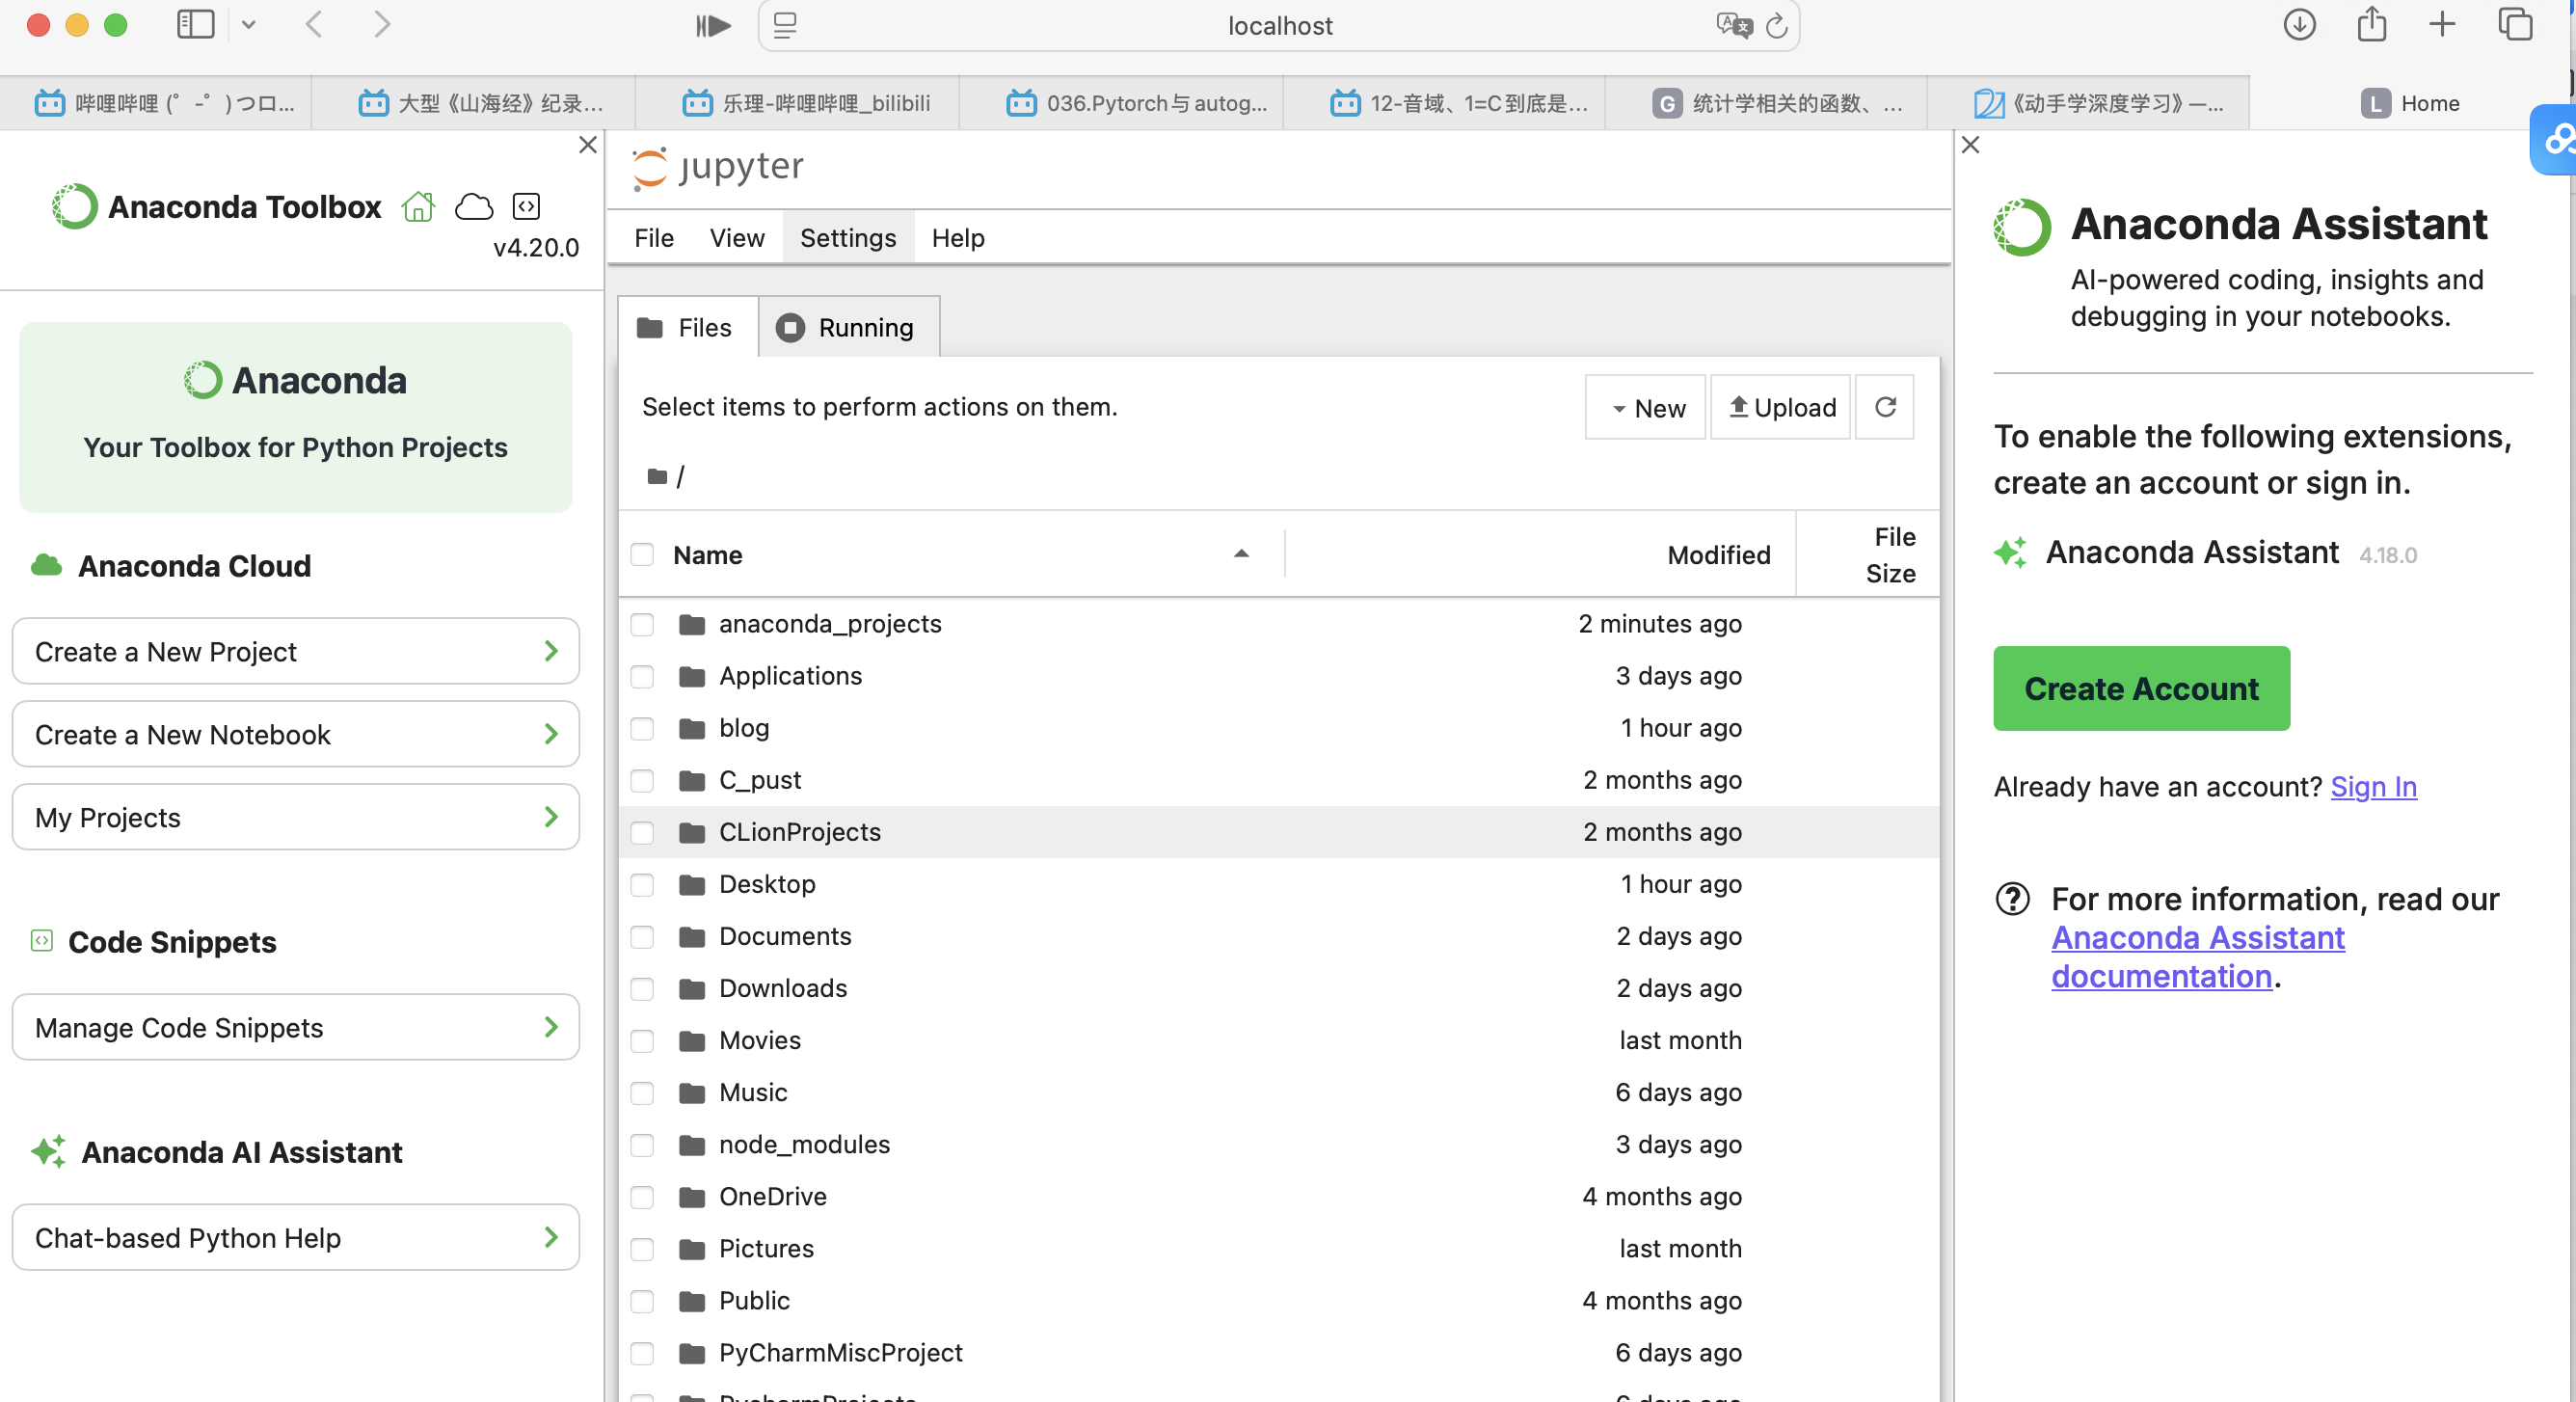 localhost
哔哩哔哩 (゜-゜)つロ...
大型《山海经》纪录...
乐理-哔哩哔哩_bilibili
036.Pytorch与autog...
12-音域、1=C到底是...
G 统计学相关的函数、...
《动手学深度学习》—...
L Home
Anaconda Toolbox
v4.20.0
Anaconda
Your Toolbox for Python Projects
Anaconda Cloud
Create a New Project
Create a New Notebook
My Projects
Code Snippets
Manage Code Snippets
Anaconda AI Assistant
Chat-based Python Help
jupyter
File View Settings Help
Files Running
Select items to perform actions on them.
New Upload
/
Name Modified File Size
anaconda_projects 2 minutes ago
Applications 3 days ago
blog 1 hour ago
C_pust 2 months ago
CLionProjects 2 months ago
Desktop 1 hour ago
Documents 2 days ago
Downloads 2 days ago
Movies last month
Music 6 days ago
node_modules 3 days ago
OneDrive 4 months ago
Pictures last month
Public 4 months ago
PyCharmMiscProject 6 days ago
PycharmProjects 6 days ago
Anaconda Assistant
AI-powered coding, insights and
debugging in your notebooks.
To enable the following extensions,
create an account or sign in.
Anaconda Assistant 4.18.0
Create Account
Already have an account? Sign In
For more information, read our
Anaconda Assistant
documentation.